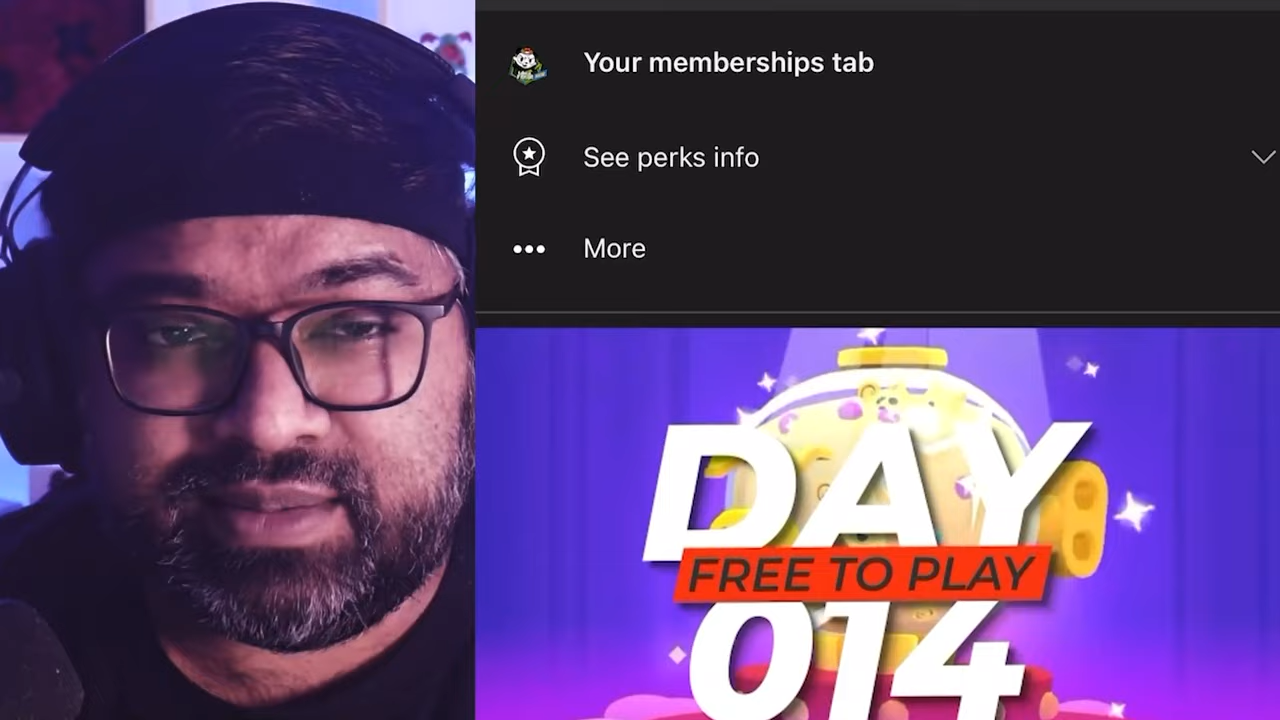 Your memberships tab
See perks info
More
DAY
FREE TO PLAY
014